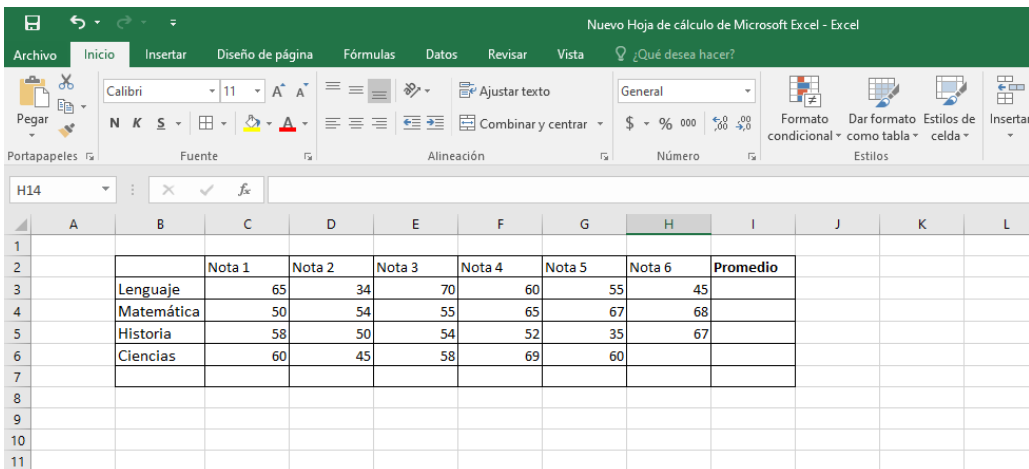 Nuevo Hoja de cálculo de Microsoft Excel - Excel
Archivo Inicio Insertar Diseño de página Fórmulas Datos Revisar Vista ¿Qué desea hacer?
Calibri 11 A A Ajustar texto General
Pegar N K S A Combinar y centrar $ % 000 Formato condicional Dar formato como tabla Estilos de celda Insertar
Portapapeles Fuente Alineación Número Estilos
H14 fx
A B C D E F G H I J K L
1
2 Nota 1 Nota 2 Nota 3 Nota 4 Nota 5 Nota 6 Promedio
3 Lenguaje 65 34 70 60 55 45
4 Matemática 50 54 55 65 67 68
5 Historia 58 50 54 52 35 67
6 Ciencias 60 45 58 69 60
7
8
9
10
11